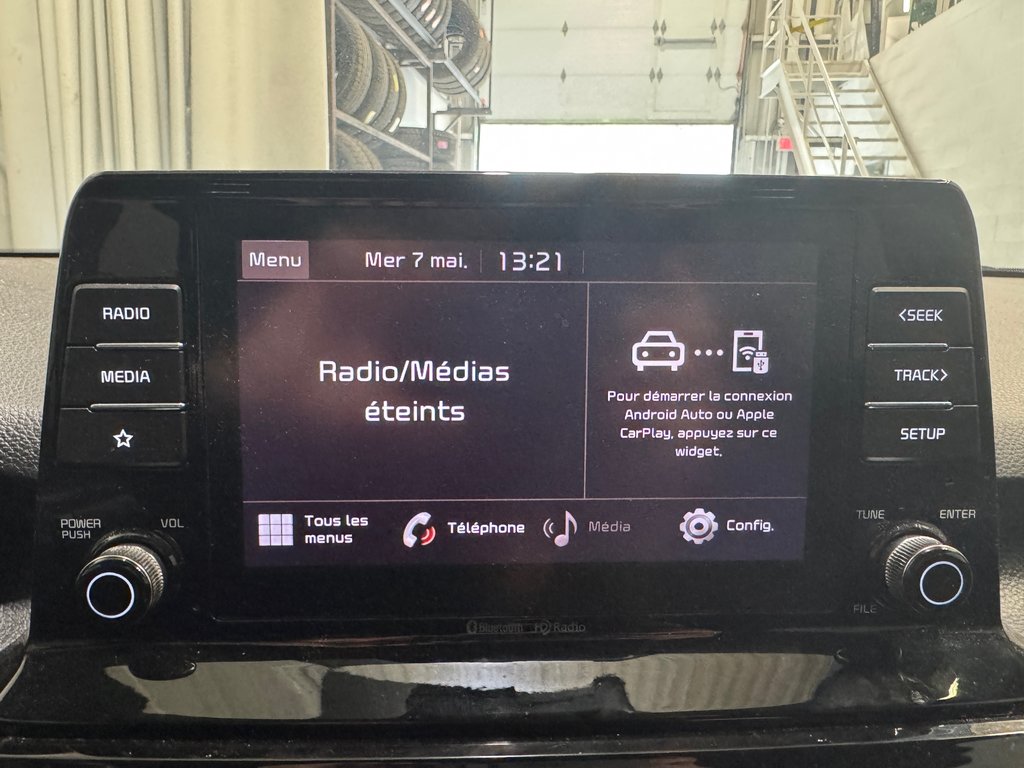 Menu
Mer 7 mai.
13:21
RADIO
MEDIA
Radio/Médias
éteints
Pour démarrer la connexion
Android Auto ou Apple
CarPlay, appuyez sur ce
widget.
<SEEK
TRACK>
SETUP
Tous les
menus
Téléphone
Média
Config.
POWER
PUSH
VOL
TUNE
ENTER
FILE
Bluetooth
HD Radio